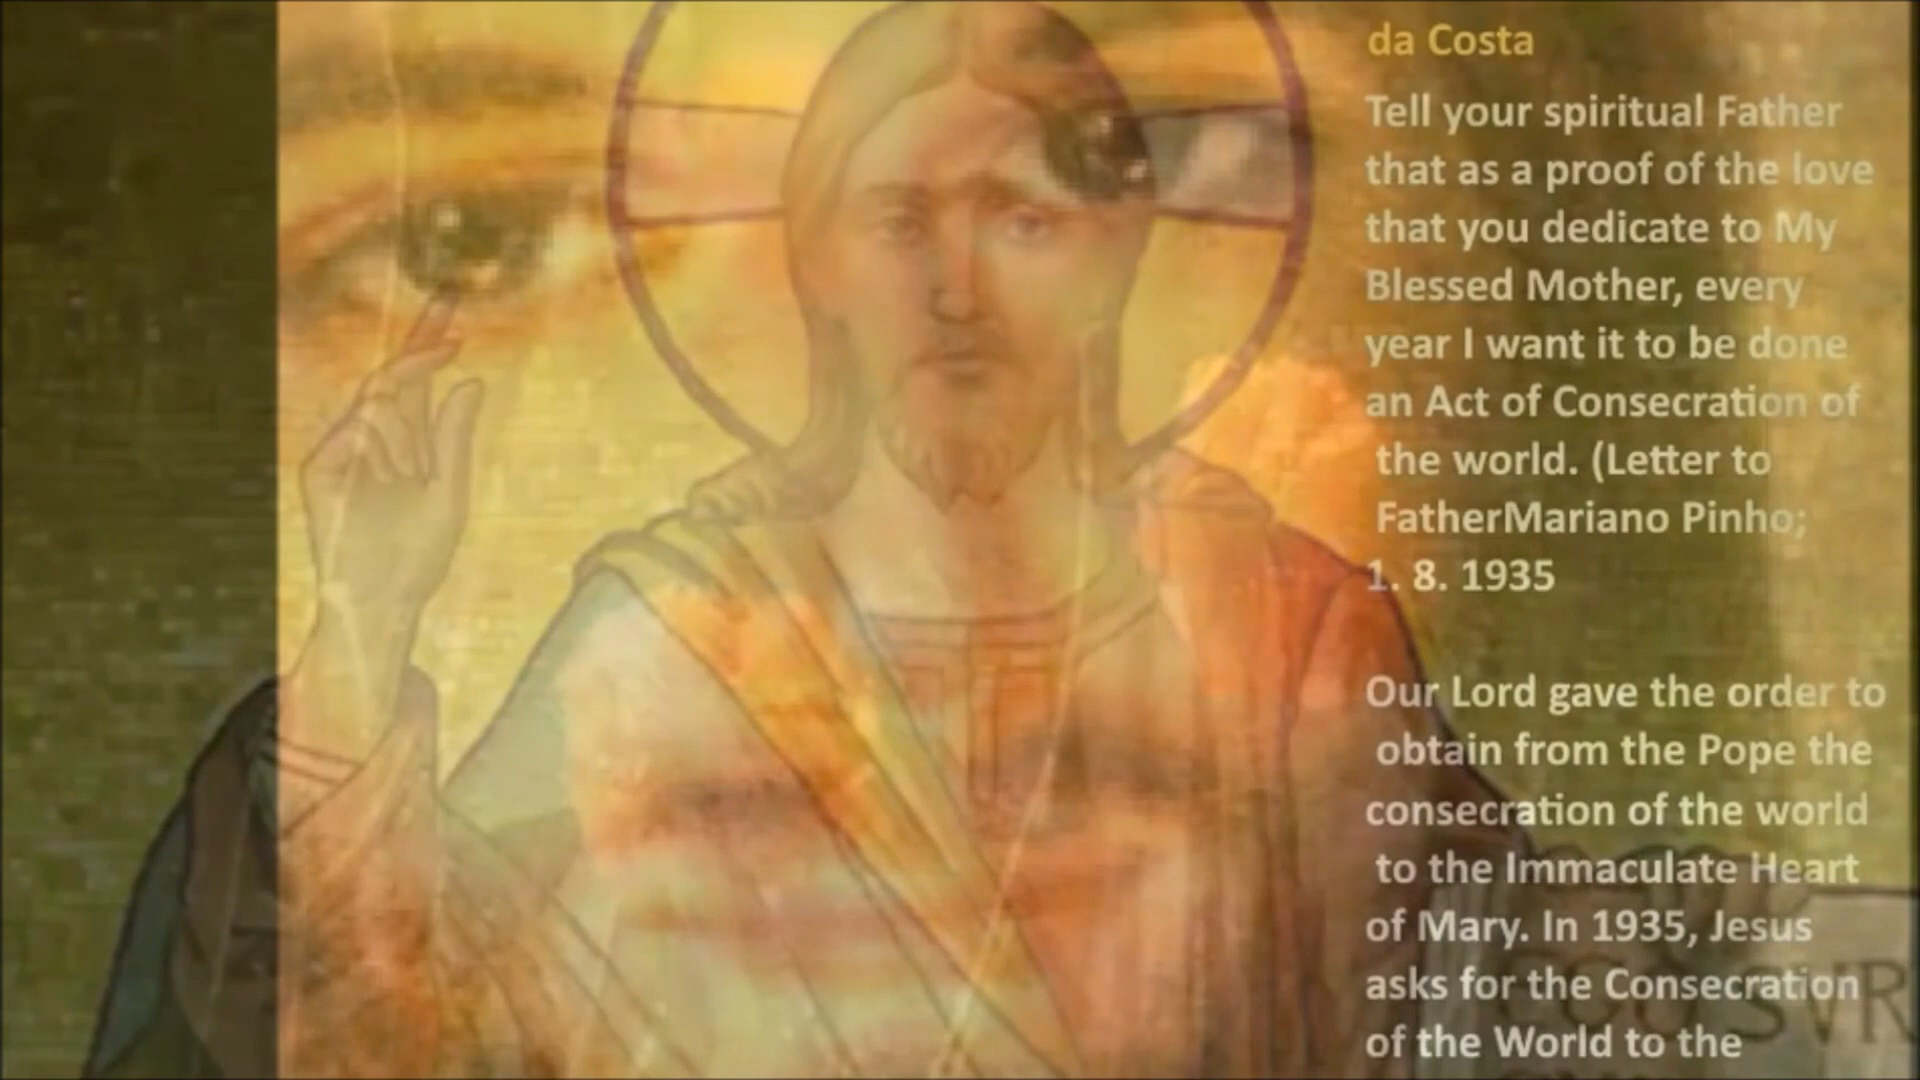 da Costa
Tell your spiritual Father
that as a proof of the love
that you dedicate to My
Blessed Mother, every
year I want it to be done
an Act of Consecration of
the world. (Letter to
FatherMariano Pinho;
1. 8. 1935
Our Lord gave the order to
obtain from the Pope the
consecration of the world
to the Immaculate Heart
of Mary. In 1935, Jesus
asks for the Consecration
of the World to the
EGO SVR